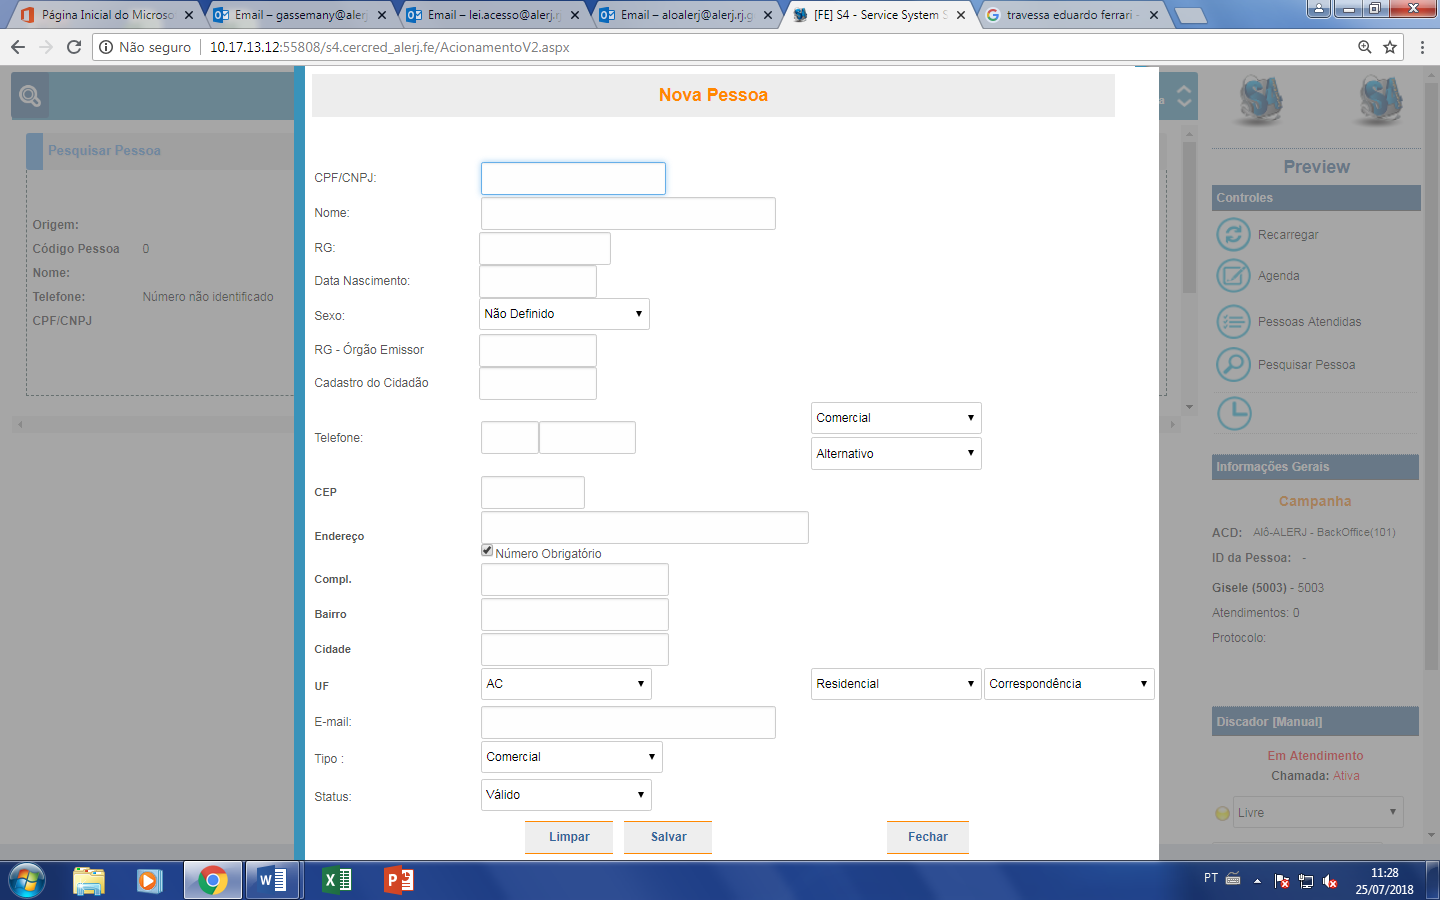 Página Inicial do Microso
Email – gassemany@alerj
Email – lei.acesso@alerj.rj
Email – aloalerj@alerj.rj.g
[FE] S4 - Service System S
travessa eduardo ferrari -
Não seguro
10.17.13.12:55808/s4.cercred_alerj.fe/AcionamentoV2.aspx
Nova Pessoa
Pesquisar Pessoa
Origem:
Código Pessoa 0
Nome:
Telefone: Número não identificado
CPF/CNPJ
CPF/CNPJ:
Nome:
RG:
Data Nascimento:
Sexo: Não Definido
RG - Órgão Emissor
Cadastro do Cidadão
Comercial
Telefone:
Alternativo
CEP
Endereço
Número Obrigatório
Compl.
Bairro
Cidade
UF AC Residencial Correspondência
E-mail:
Tipo : Comercial
Status: Válido
Limpar Salvar Fechar
a
Preview
Controles
Recarregar
Agenda
Pessoas Atendidas
Pesquisar Pessoa
Informações Gerais
Campanha
ACD: Alô-ALERJ - BackOffice(101)
ID da Pessoa: -
Gisele (5003) - 5003
Atendimentos: 0
Protocolo:
Discador [Manual]
Em Atendimento
Chamada: Ativa
Livre
PT
11:28
25/07/2018